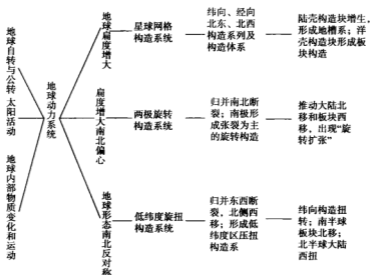 地球自转与公转
太阳活动
地球内部物质
变化和运动
地球动力系统
地球扁度增大
星球网格
构造系统
纬向、经向
北东、北西
构造系列及
构造体系
陆壳构造块增生,
形成地槽系；洋
壳构造块形成板
块构造
扁度增大南北偏心
两极旋转
构造系统
归并南北断
裂；南极形
成张裂为主
的旋转构造
推动大陆北
移和板块西
移，出现“旋
转扩张”
地球形态南北反对称
低纬度旋扭
构造系统
归并东西断
裂，北侧西
移；形成低
纬度区压扭
构造系
纬向构造扭
转；南半球
板块北移；
北半球大陆
西扭